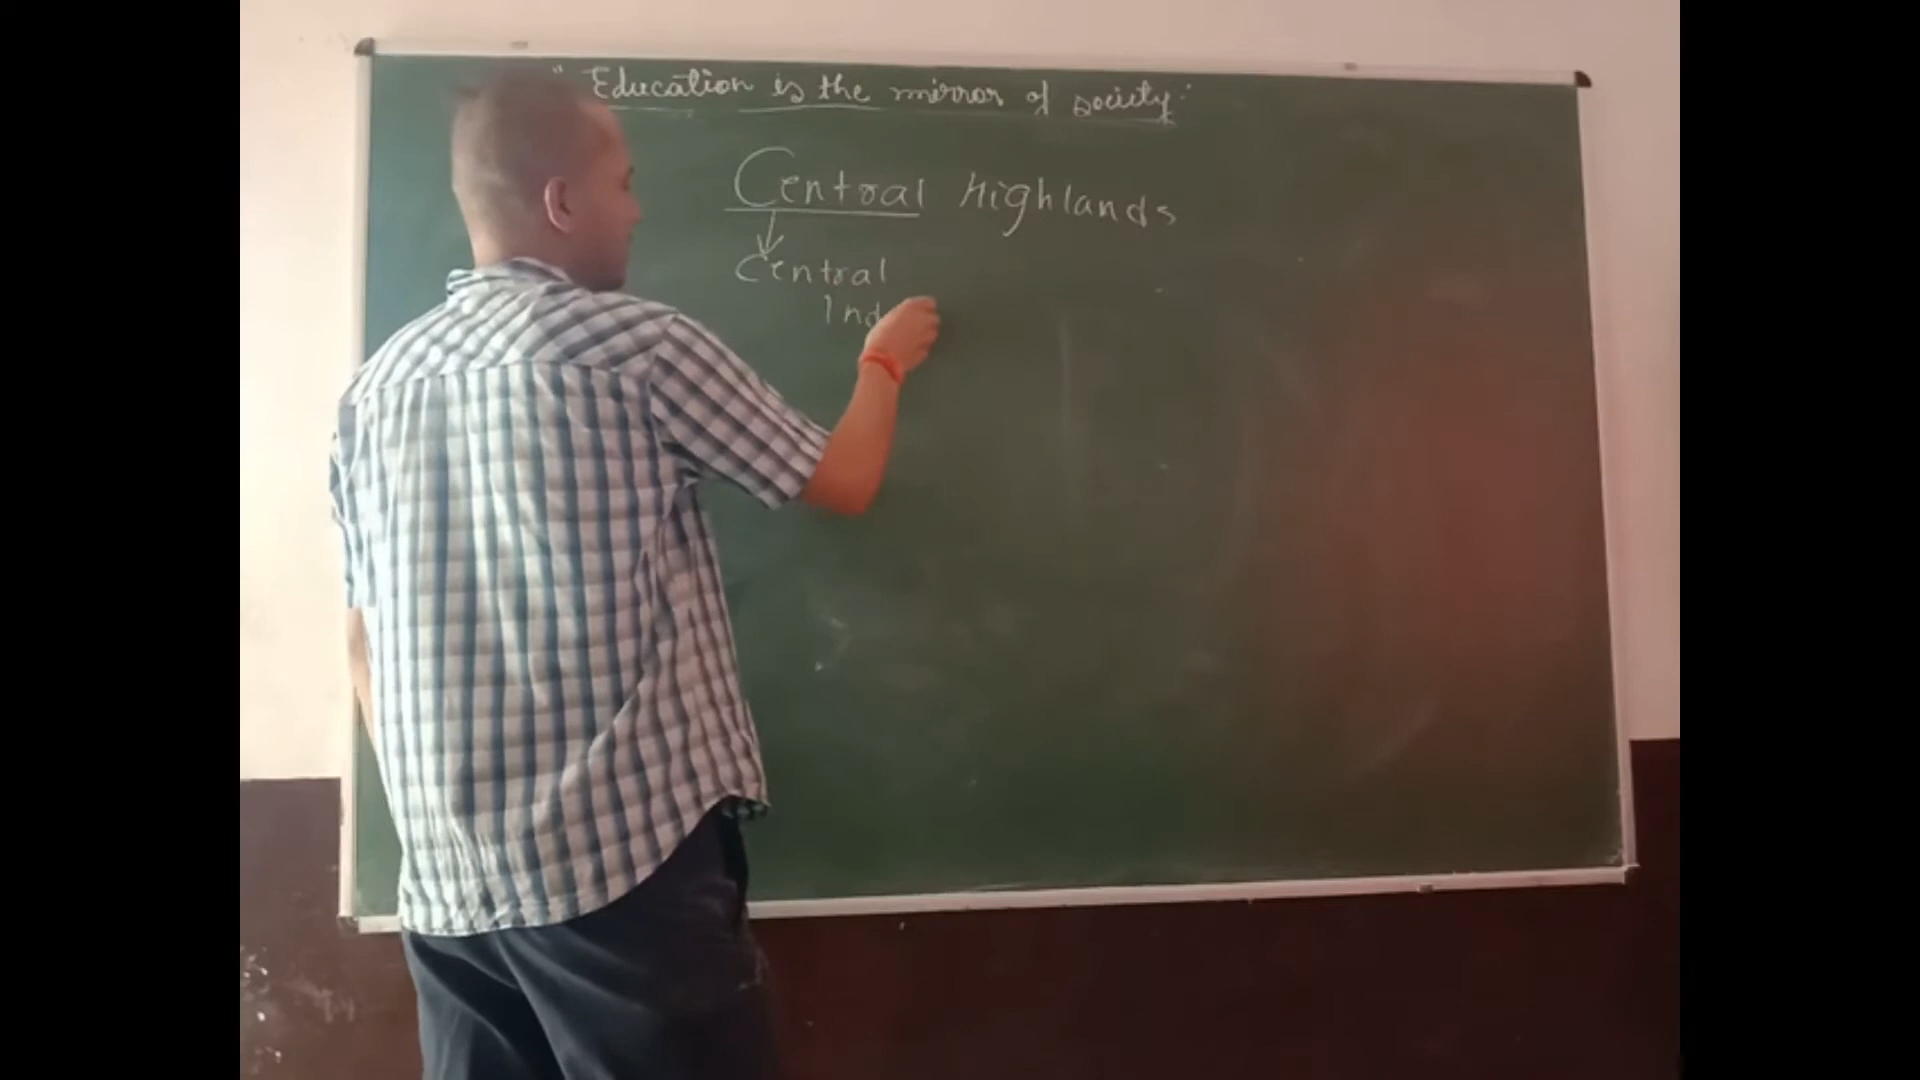 "Education is the mirror of society"
Central Highlands
Central
Ind